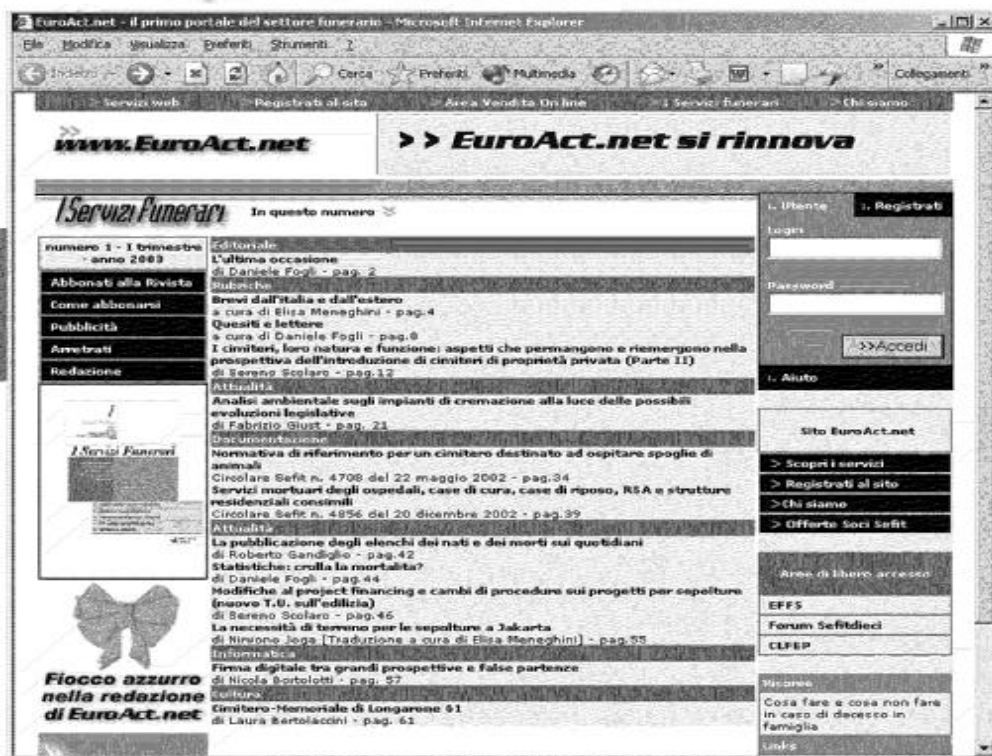 EuroAct.net - il primo portale del settore funerario - Microsoft Internet Explorer
File Modifica Visualizza Preferiti Strumenti ?
Indietro Cerca Preferiti Multimedia Collegamenti
> Servizi web > Registrati al sito > Area Vendita On line > I Servizi funerari > Chi siamo
>> www.EuroAct.net
>> EuroAct.net si rinnova
I Servizi Funerari
In questo numero
numero 1 - I trimestre
- anno 2003
Abbonati alla Rivista
Come abbonarsi
Pubblicità
Arretrati
Redazione
I Servizi Funerari
Fiocco azzurro
nella redazione
di EuroAct.net
Editoriale
L'ultima occasione
di Daniele Fogli - pag. 2
Rubriche
Brevi dall'italia e dall'estero
a cura di Elisa Meneghini - pag.4
Quesiti e lettere
a cura di Daniele Fogli - pag.8
I cimiteri, loro natura e funzione: aspetti che permangono e riemergono nella
prospettiva dell'introduzione di cimiteri di proprietà privata (Parte II)
di Sereno Scolaro - pag.12
Attualità
Analisi ambientale sugli impianti di cremazione alla luce delle possibili
evoluzioni legislative
di Fabrizio Giust - pag. 21
Documentazione
Normativa di riferimento per un cimitero destinato ad ospitare spoglie di
animali
Circolare Sefit n. 4708 del 22 maggio 2002 - pag.34
Servizi mortuari degli ospedali, case di cura, case di riposo, RSA e strutture
residenziali consimili
Circolare Sefit n. 4856 del 20 dicembre 2002 - pag.39
Attualità
La pubblicazione degli elenchi dei nati e dei morti sui quotidiani
di Roberto Gandiglio - pag.42
Statistiche: crolla la mortalita?
di Daniele Fogli - pag.44
Modifiche al project financing e cambi di procedure sui progetti per sepolture
(nuovo T.U. sull'edilizia)
di Sereno Scolaro - pag.46
La necessità di terreno per le sepolture a Jakarta
di Nirwono Joga [Traduzione a cura di Elisa Meneghini] - pag.55
Informatica
Firma digitale tra grandi prospettive e false partenze
di Nicola Bortolotti - pag. 57
Cultura
Cimitero-Memoriale di Longarone §1
di Laura Bertolaccini - pag. 61
:. Utente
:. Registrati
Login
Password
>>Accedi
:. Aiuto
Sito EuroAct.net
> Scopri i servizi
> Registrati al sito
>Chi siamo
> Offerte Soci Sefit
Aree di libero accesso
EFFS
Forum Sefitdieci
CLFEP
Risorse
Cosa fare e cosa non fare
in caso di decesso in
famiglia
Links